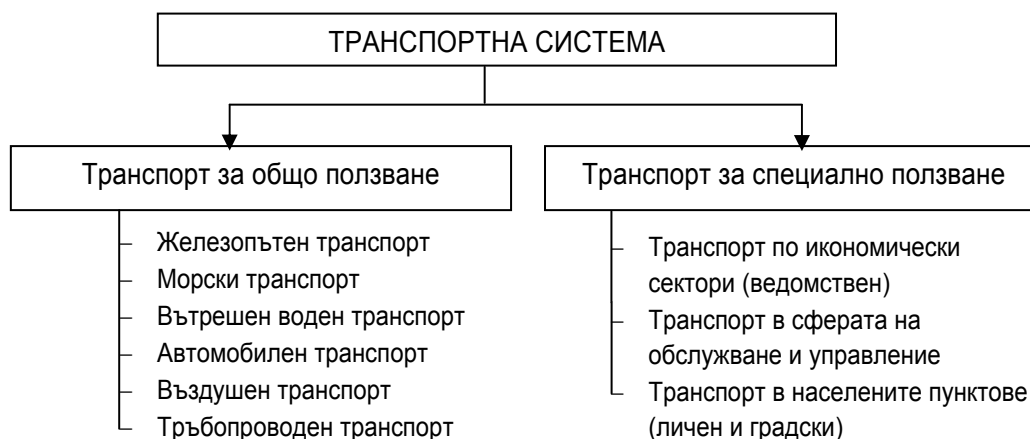 ТРАНСПОРТНА СИСТЕМА
Транспорт за общо ползване
– Железопътен транспорт
– Морски транспорт
– Вътрешен воден транспорт
– Автомобилен транспорт
– Въздушен транспорт
– Тръбопроводен транспорт
Транспорт за специално ползване
– Транспорт по икономически
сектори (ведомствен)
– Транспорт в сферата на
обслужване и управление
– Транспорт в населените пунктове
(личен и градски)